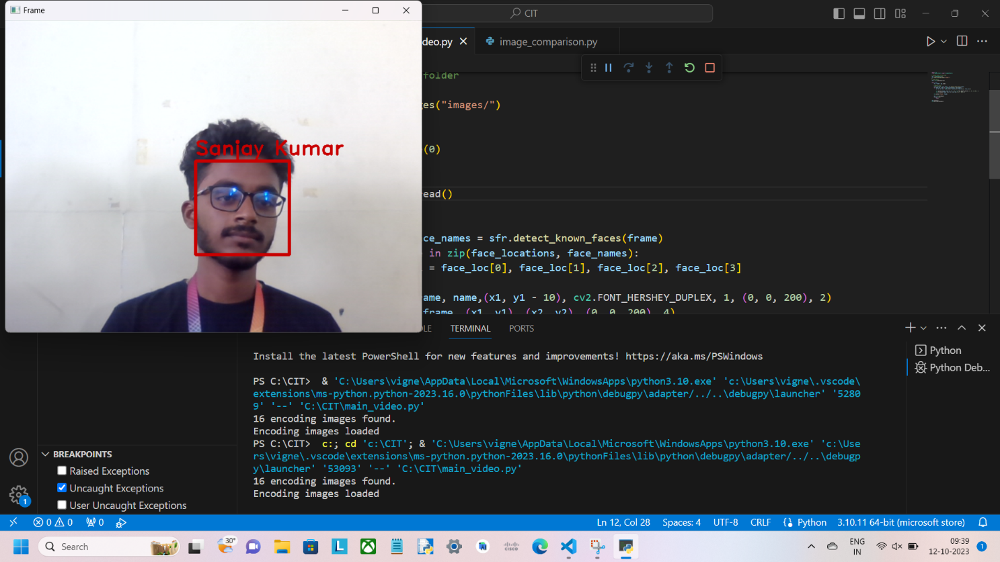 Frame
Sanjay Kumar
CIT
deo.py
image_comparison.py
folder
es("images/")
(0)
ead()
ce_names = sfr.detect_known_faces(frame)
in zip(face_locations, face_names):
= face_loc[0], face_loc[1], face_loc[2], face_loc[3]
ame, name,(x1, y1 - 10), cv2.FONT_HERSHEY_DUPLEX, 1, (0, 0, 200), 2)
frame, (x1, y1), (x2, y2), (0, 0, 200), 4)
OLE TERMINAL PORTS
Install the latest PowerShell for new features and improvements! https://aka.ms/PSWindows
PS C:\CIT>  & 'C:\Users\vigne\AppData\Local\Microsoft\WindowsApps\python3.10.exe' 'c:\Users\vigne\.vscode\
extensions\ms-python.python-2023.16.0\pythonFiles\lib\python\debugpy\adapter/../..\debugpy\launcher' '5280
9' '--' 'C:\CIT\main_video.py'
16 encoding images found.
Encoding images loaded
PS C:\CIT>  c:; cd 'c:\CIT'; & 'C:\Users\vigne\AppData\Local\Microsoft\WindowsApps\python3.10.exe' 'c:\Use
rs\vigne\.vscode\extensions\ms-python.python-2023.16.0\pythonFiles\lib\python\debugpy\adapter/../..\debugp
y\launcher' '53093' '--' 'C:\CIT\main_video.py'
16 encoding images found.
Encoding images loaded
Python
Python Deb...
BREAKPOINTS
Raised Exceptions
Uncaught Exceptions
User Uncaught Exceptions
1
0 0 0
Ln 12, Col 28 Spaces: 4 UTF-8 CRLF Python 3.10.11 64-bit (microsoft store)
Search
30°
ENG
IN
09:39
12-10-2023
1